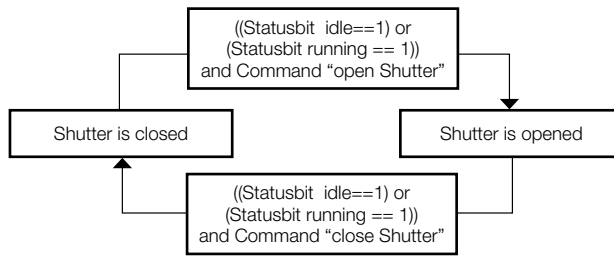 ((Statusbit idle==1) or
(Statusbit running == 1))
and Command “open Shutter”
Shutter is closed
Shutter is opened
((Statusbit idle==1) or
(Statusbit running == 1))
and Command “close Shutter”